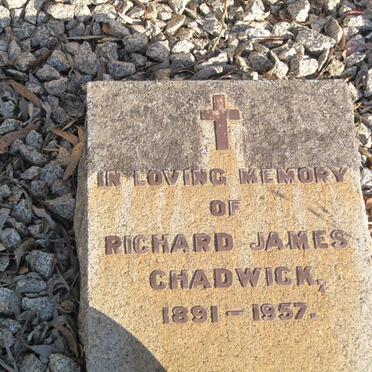 IN LOVING MEMORY
OF
RICHARD JAMES
CHADWICK,
1891 – 1957.